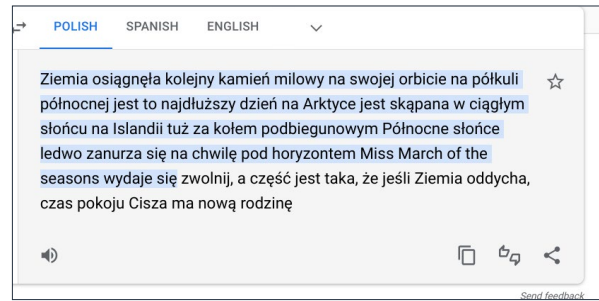 POLISH SPANISH ENGLISH
Ziemia osiągnęła kolejny kamień milowy na swojej orbicie na półkuli
północnej jest to najdłuższy dzień na Arktyce jest skąpana w ciągłym
słońcu na Islandii tuż za kołem podbiegunowym Północne słońce
ledwo zanurza się na chwilę pod horyzontem Miss March of the
seasons wydaje się zwolnij, a część jest taka, że jeśli Ziemia oddycha,
czas pokoju Cisza ma nową rodzinę
Send feedback